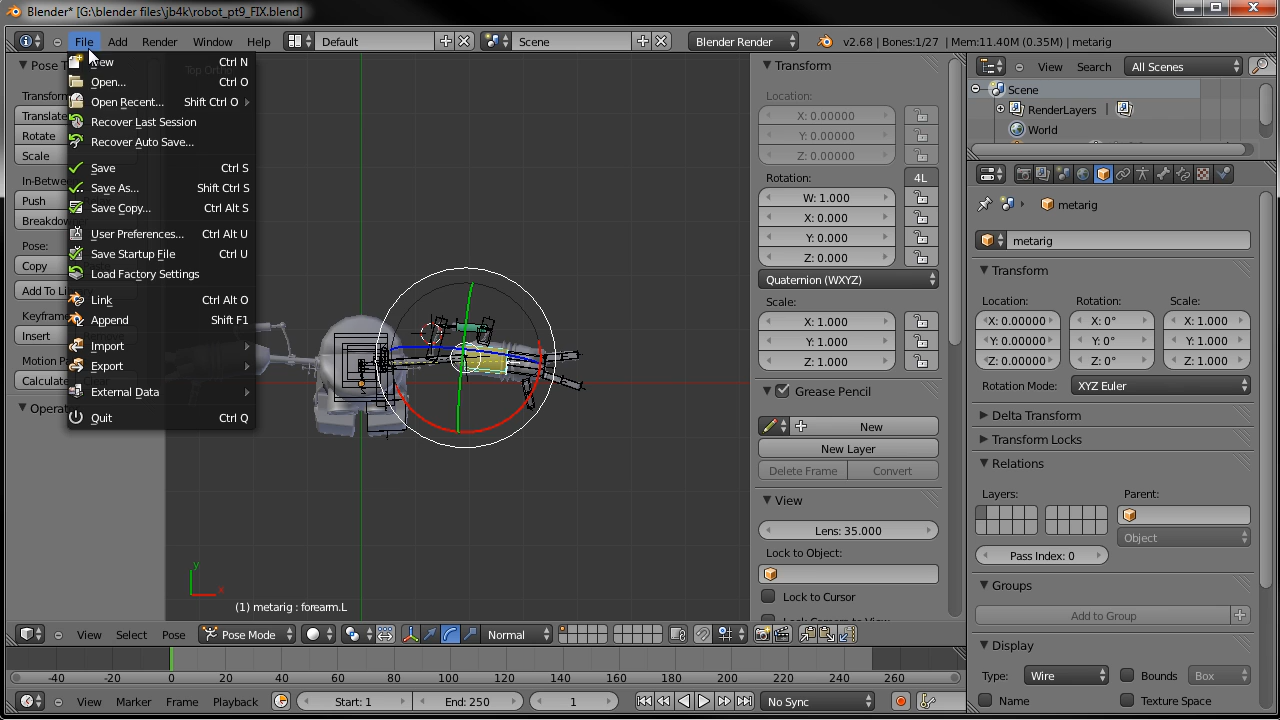 Blender* [G:\blender files\jb4k\robot_pt9_FIX.blend]
File Add Render Window Help Default Scene Blender Render v2.68 | Bones:1/27 | Mem:11.40M (0.35M) | metarig
New Ctrl N
Open... Ctrl O
Open Recent... Shift Ctrl O
Recover Last Session
Recover Auto Save...
Save Ctrl S
Save As... Shift Ctrl S
Save Copy... Ctrl Alt S
User Preferences... Ctrl Alt U
Save Startup File Ctrl U
Load Factory Settings
Link Ctrl Alt O
Append Shift F1
Import
Export
External Data
Quit Ctrl Q
Pose T
Transform
Translate
Rotate
Scale
In-Between
Push
Breakdown
Pose:
Copy
Add To Li
Keyframe
Insert
Motion Pa
Calculate
Operat
Top Ortho
y
x
(1) metarig : forearm.L
Transform
Location:
X: 0.00000
Y: 0.00000
Z: 0.00000
Rotation: 4L
W: 1.000
X: 0.000
Y: 0.000
Z: 0.000
Quaternion (WXYZ)
Scale:
X: 1.000
Y: 1.000
Z: 1.000
Grease Pencil
New
New Layer
Delete Frame Convert
View
Lens: 35.000
Lock to Object:
Lock to Cursor
Lock Camera to View
View Search All Scenes
Scene
RenderLayers |
World
metarig
metarig
Transform
Location: Rotation: Scale:
X: 0.00000 X: 0° X: 1.000
Y: 0.00000 Y: 0° Y: 1.000
Z: 0.00000 Z: 0° Z: 1.000
Rotation Mode: XYZ Euler
Delta Transform
Transform Locks
Relations
Layers: Parent:
Object
Pass Index: 0
Groups
Add to Group
Display
Type: Wire Bounds Box
Name Texture Space
View Select Pose Pose Mode Normal
-40 -20 0 20 40 60 80 100 120 140 160 180 200 220 240 260
View Marker Frame Playback Start: 1 End: 250 1 No Sync